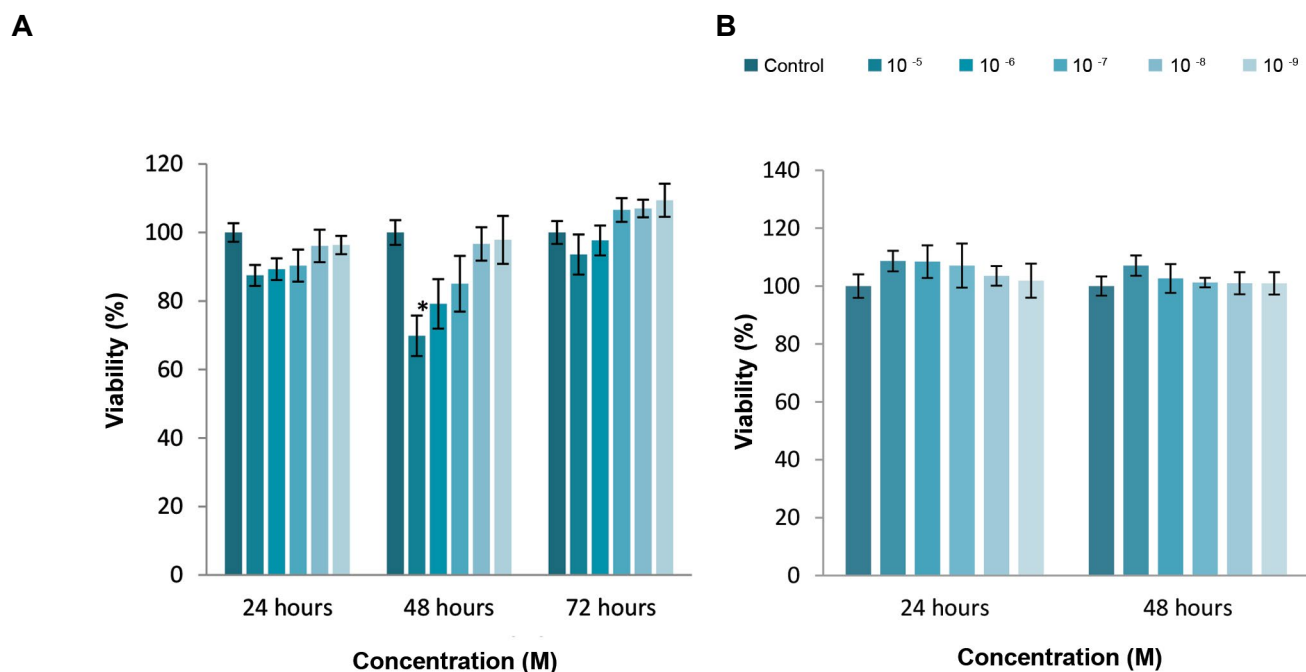 A
B
Control 10 -5 10 -6 10 -7 10 -8 10 -9
120
100
80
60
40
20
0
Viability (%)
*
24 hours 48 hours 72 hours
Concentration (M)
140
120
100
80
60
40
20
0
Viability (%)
24 hours 48 hours
Concentration (M)